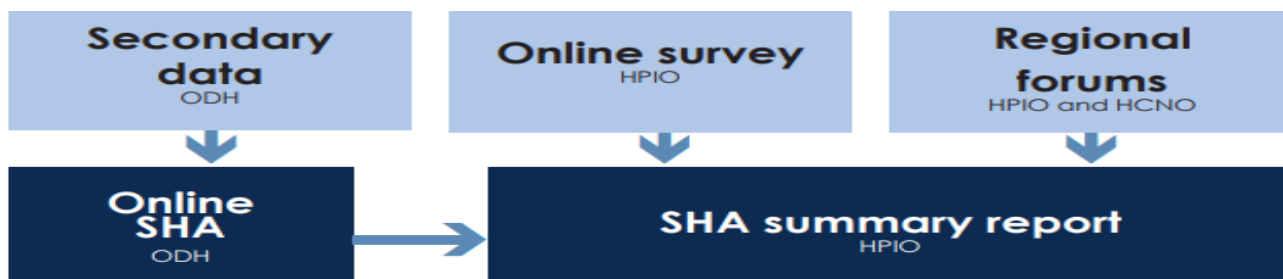 Secondary
data
ODH
Online survey
HPIO
Regional
forums
HPIO and HCNO
Online
SHA
ODH
SHA summary report
HPIO